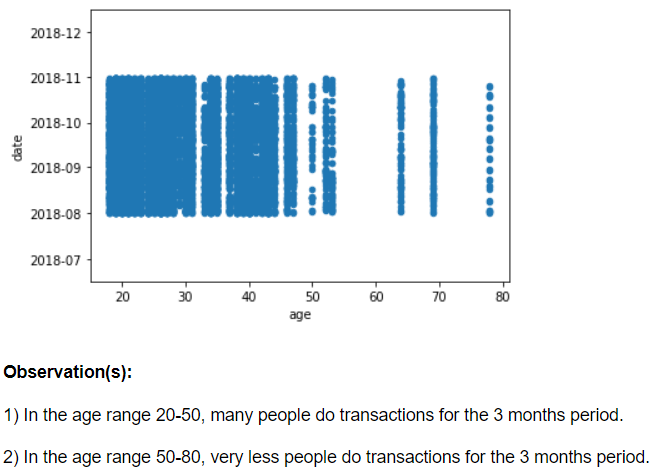 2018-12
2018-11
2018-10
2018-09
2018-08
2018-07
date
20 30 40 50 60 70 80
age
Observation(s):
1) In the age range 20-50, many people do transactions for the 3 months period.
2) In the age range 50-80, very less people do transactions for the 3 months period.